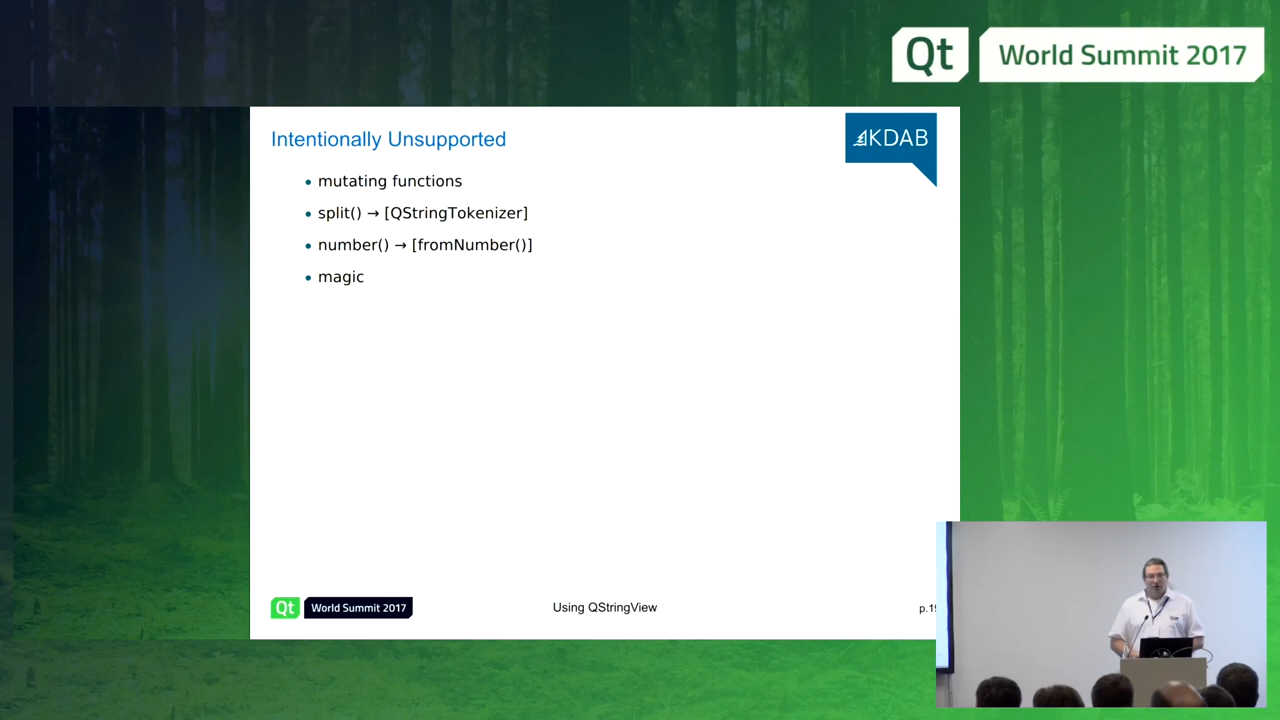 Qt World Summit 2017
Intentionally Unsupported
KDAB
• mutating functions
• split() → [QStringTokenizer]
• number() → [fromNumber()]
• magic
Qt World Summit 2017
Using QStringView
p.19